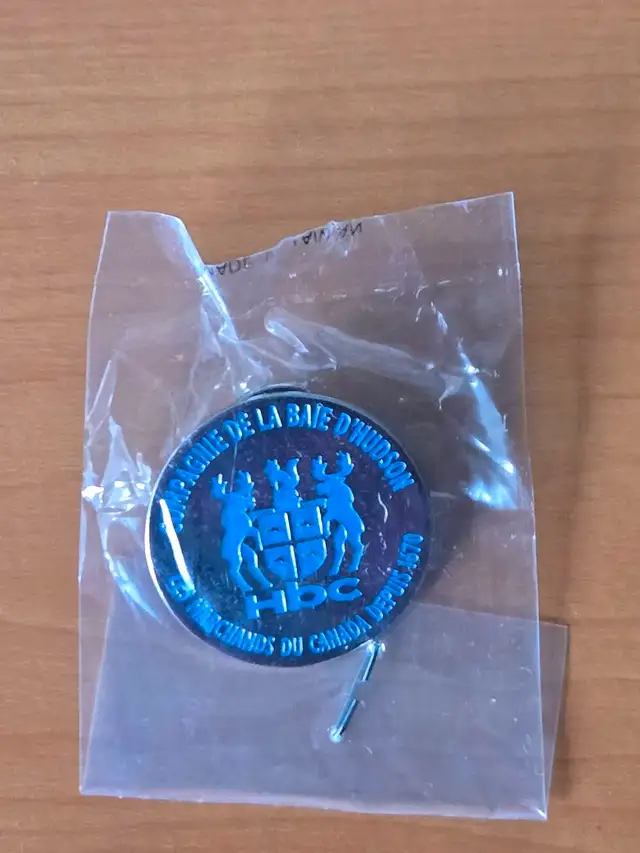 COMPAGNIE DE LA BAIE D'HUDSON
HBC
LES MARCHANDS DU CANADA DEPUIS 1670